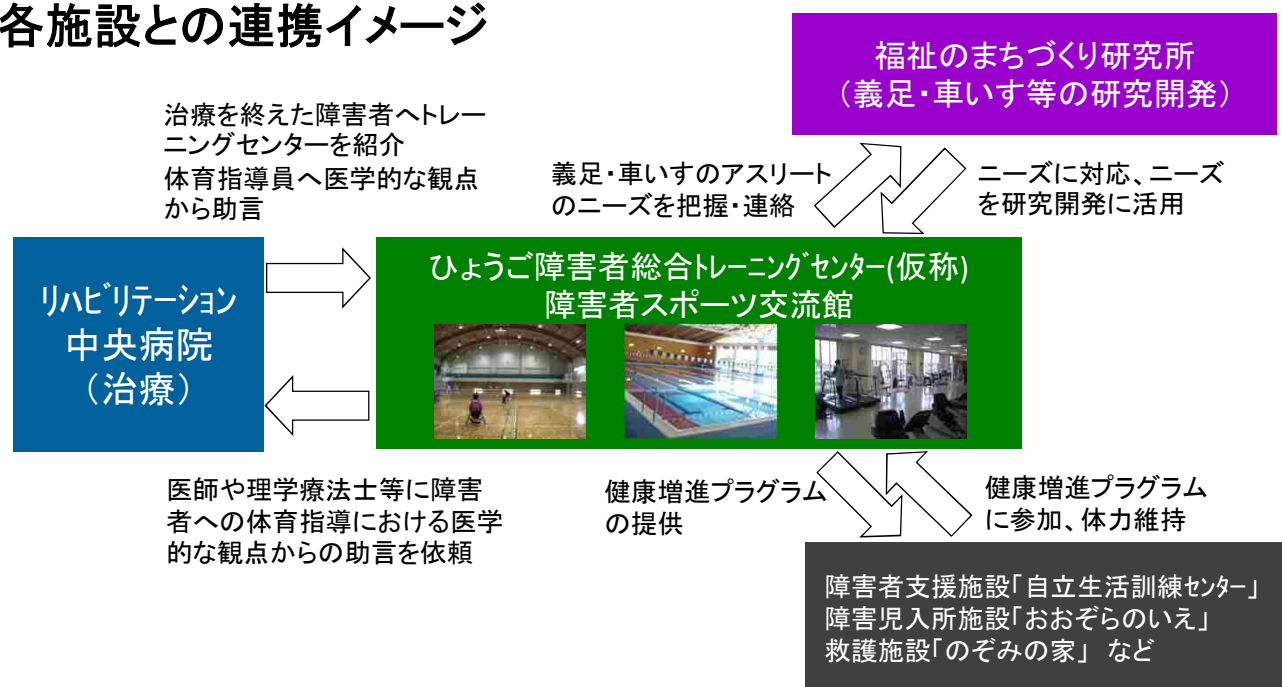 各施設との連携イメージ
福祉のまちづくり研究所
（義足・車いす等の研究開発）
治療を終えた障害者へトレー
ニングセンターを紹介
体育指導員へ医学的な観点
から助言
義足・車いすのアスリート
のニーズを把握・連絡
ニーズに対応、ニーズ
を研究開発に活用
リハビリテーション
中央病院
（治療）
ひょうご障害者総合トレーニングセンター(仮称)
障害者スポーツ交流館
医師や理学療法士等に障害
者への体育指導における医学
的な観点からの助言を依頼
健康増進プラグラム
の提供
健康増進プラグラム
に参加、体力維持
障害者支援施設「自立生活訓練センター」
障害児入所施設「おおぞらのいえ」
救護施設「のぞみの家」 など